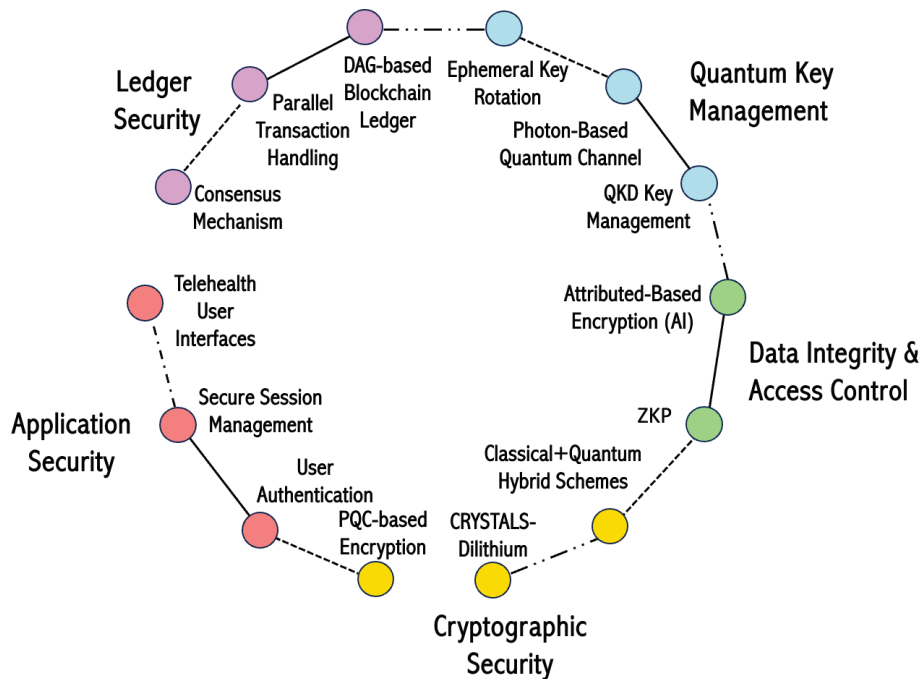 DAG-based
Blockchain
Ledger
Ephemeral Key
Rotation
Ledger
Security
Quantum Key
Management
Parallel
Transaction
Handling
Photon-Based
Quantum Channel
Consensus
Mechanism
QKD Key
Management
Telehealth
User
Interfaces
Attributed-Based
Encryption (AI)
Data Integrity &
Access Control
Secure Session
Management
ZKP
Application
Security
Classical+Quantum
Hybrid Schemes
User
Authentication
PQC-based
Encryption
CRYSTALS-
Dilithium
Cryptographic
Security